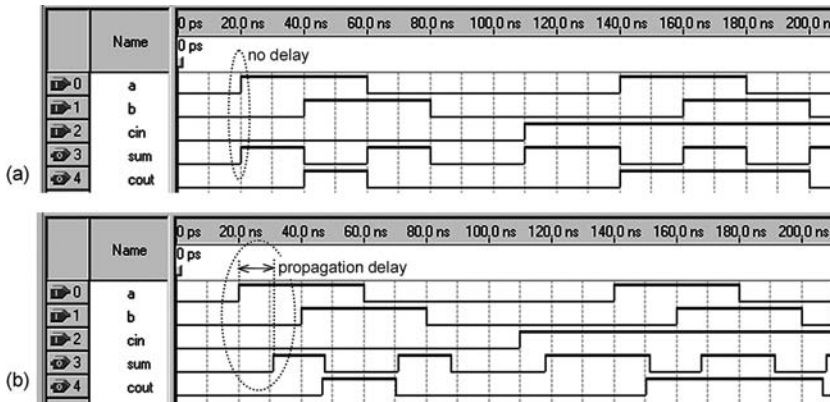 0 ps 20.0 ns 40.0 ns 60.0 ns 80.0 ns 100.0 ns 120.0 ns 140.0 ns 160.0 ns 180.0 ns 200.0 n
Name
0 ps
no delay
0 a
1 b
2 cin
3 sum
(a)
4 cout
0 ps 20.0 ns 40.0 ns 60.0 ns 80.0 ns 100.0 ns 120.0 ns 140.0 ns 160.0 ns 180.0 ns 200.0 ns
Name
0 ps
propagation delay
0 a
1 b
2 cin
3 sum
(b)
4 cout